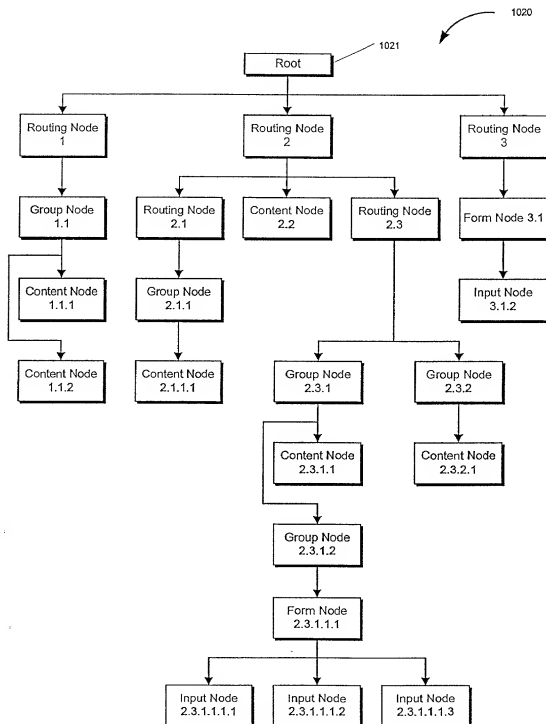 1020
1021
Root
Routing Node
1
Routing Node
2
Routing Node
3
Group Node
1.1
Routing Node
2.1
Content Node
2.2
Routing Node
2.3
Form Node 3.1
Content Node
1.1.1
Group Node
2.1.1
Input Node
3.1.2
Content Node
1.1.2
Content Node
2.1.1.1
Group Node
2.3.1
Group Node
2.3.2
Content Node
2.3.1.1
Content Node
2.3.2.1
Group Node
2.3.1.2
Form Node
2.3.1.1.1
Input Node
2.3.1.1.1.1
Input Node
2.3.1.1.1.2
Input Node
2.3.1.1.1.3